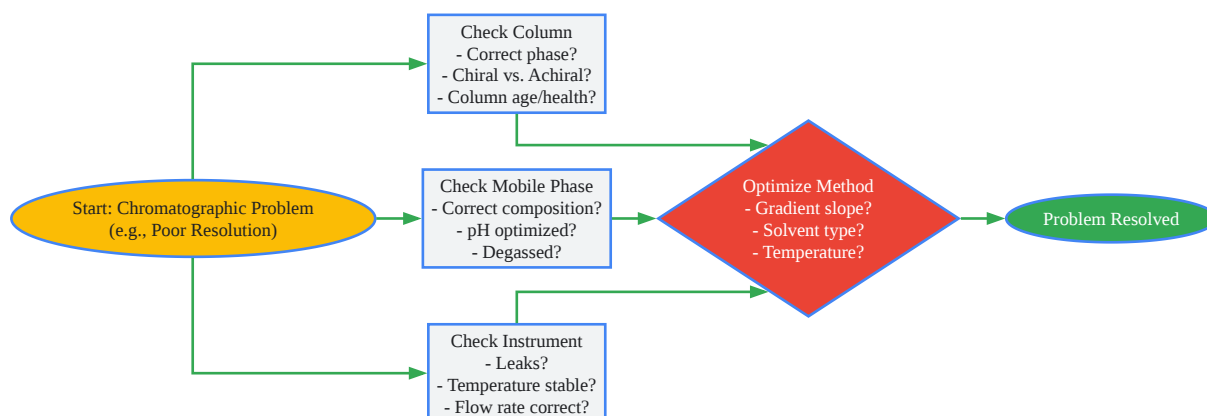 Start: Chromatographic Problem
(e.g., Poor Resolution)
Check Column
- Correct phase?
- Chiral vs. Achiral?
- Column age/health?
Check Mobile Phase
- Correct composition?
- pH optimized?
- Degassed?
Check Instrument
- Leaks?
- Temperature stable?
- Flow rate correct?
Optimize Method
- Gradient slope?
- Solvent type?
- Temperature?
Problem Resolved